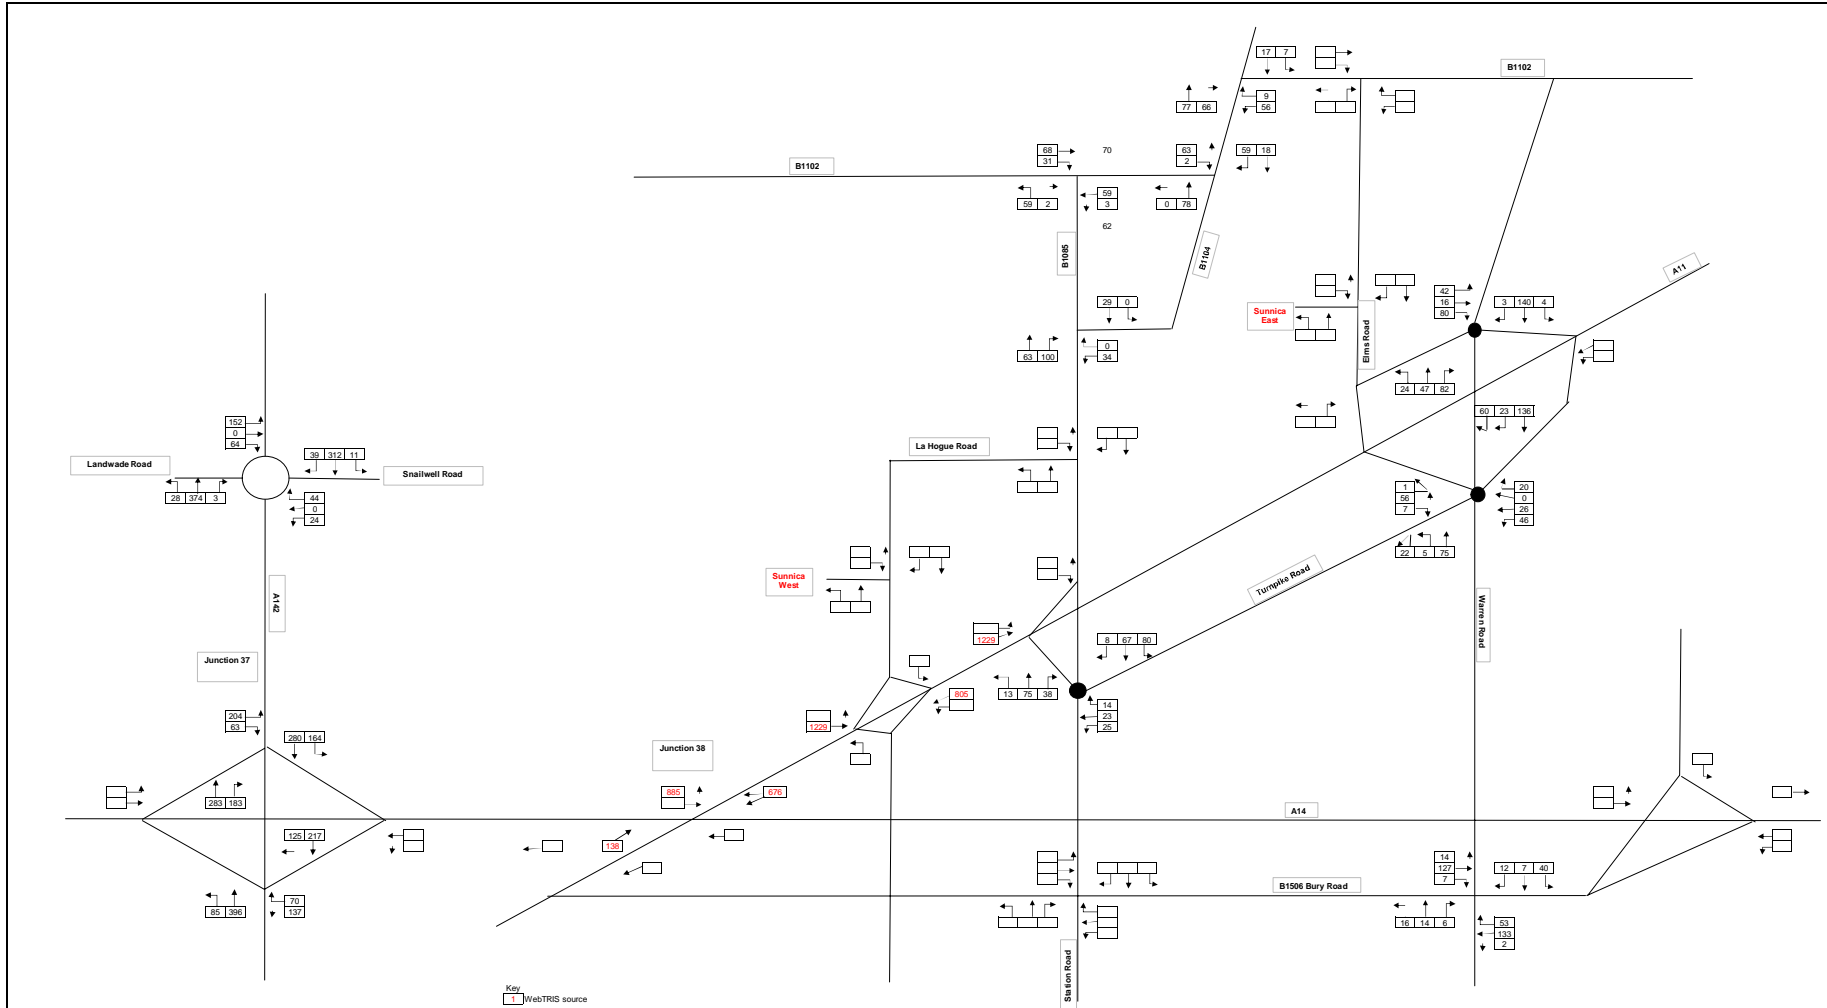 17 7
B1102
77 66
9
56
68
31
70
63
2
59 18
B1102
59 2
59
3
0 78
62
B1085
B1104
A11
29 0
42
16
80
3 140 4
Sunnica
East
Elms Road
63 100
0
34
24 47 82
60 23 136
152
0
64
39 312 11
La Hogue Road
Landwade Road
Snailwell Road
28 374 3
44
0
24
1
56
7
20
0
26
46
22 5 75
Sunnica
West
Turnpike Road
A142
Warren Road
1229
8 67 80
Junction 37
805
13 75 38
14
23
25
204
63
1229
280 164
Junction 38
283 183
885
676
A14
125 217
138
14
127
7
12 7 40
B1506 Bury Road
85 396
70
137
16 14 6
53
133
2
Station Road
Key
1 WebTRIS source